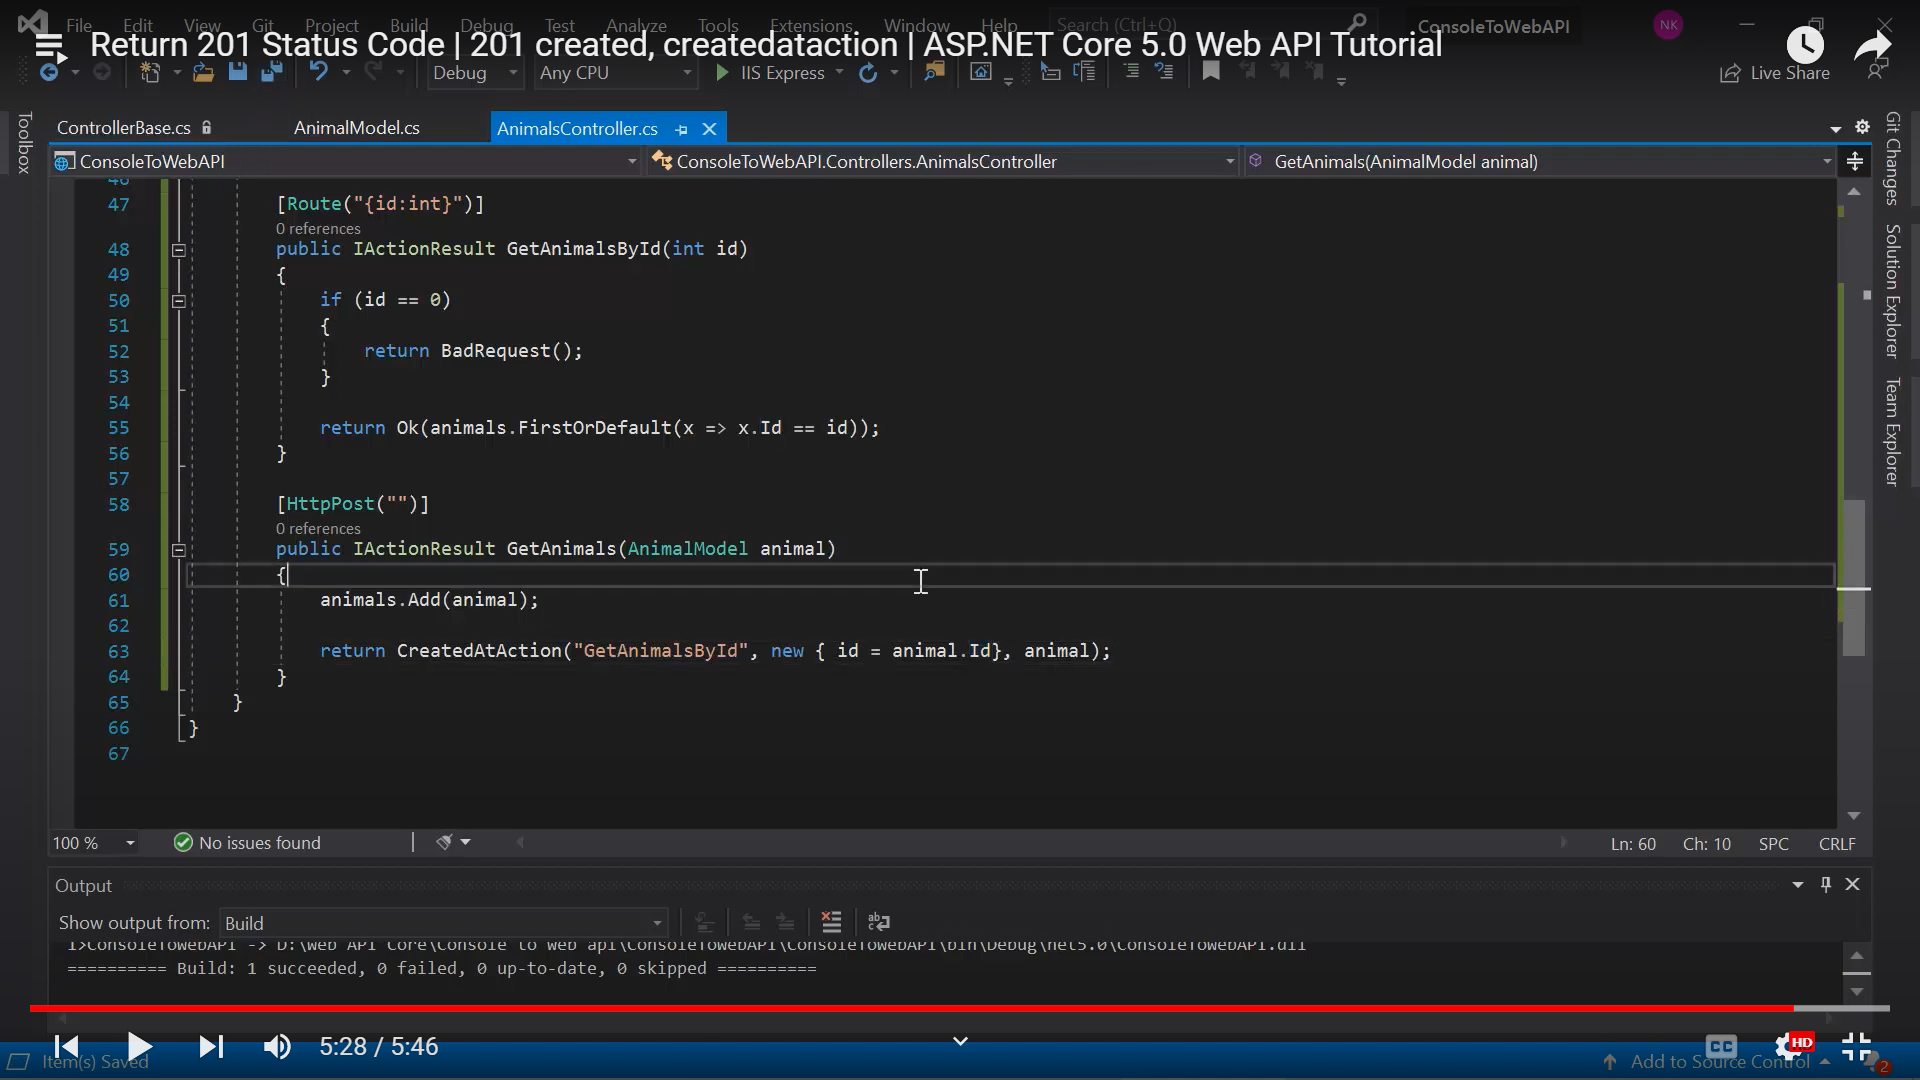 File Edit View Git Project Build Debug Test Analyze Tools Extensions Window Help Search (Ctrl+Q) ConsoleToWebAPI NK
Return 201 Status Code | 201 created, createdataction | ASP.NET Core 5.0 Web API Tutorial
Debug Any CPU IIS Express Live Share
Toolbox
ControllerBase.cs AnimalModel.cs AnimalsController.cs
ConsoleToWebAPI ConsoleToWebAPI.Controllers.AnimalsController GetAnimals(AnimalModel animal)
46
47 [Route("{id:int}")]
0 references
48 public IActionResult GetAnimalsById(int id)
49 {
50 if (id == 0)
51 {
52 return BadRequest();
53 }
54
55 return Ok(animals.FirstOrDefault(x => x.Id == id));
56 }
57
58 [HttpPost("")]
0 references
59 public IActionResult GetAnimals(AnimalModel animal)
60 {
61 animals.Add(animal);
62
63 return CreatedAtAction("GetAnimalsById", new { id = animal.Id}, animal);
64 }
65 }
66 }
67
Git Changes
Solution Explorer
Team Explorer
100 % No issues found Ln: 60 Ch: 10 SPC CRLF
Output
Show output from: Build
1>ConsoleToWebAPI -> D:\Web API Core\Console to web api\ConsoleToWebAPI\ConsoleToWebAPI\bin\Debug\net5.0\ConsoleToWebAPI.dll
========== Build: 1 succeeded, 0 failed, 0 up-to-date, 0 skipped ==========
5:28 / 5:46 CC HD
Item(s) Saved Add to Source Control 2